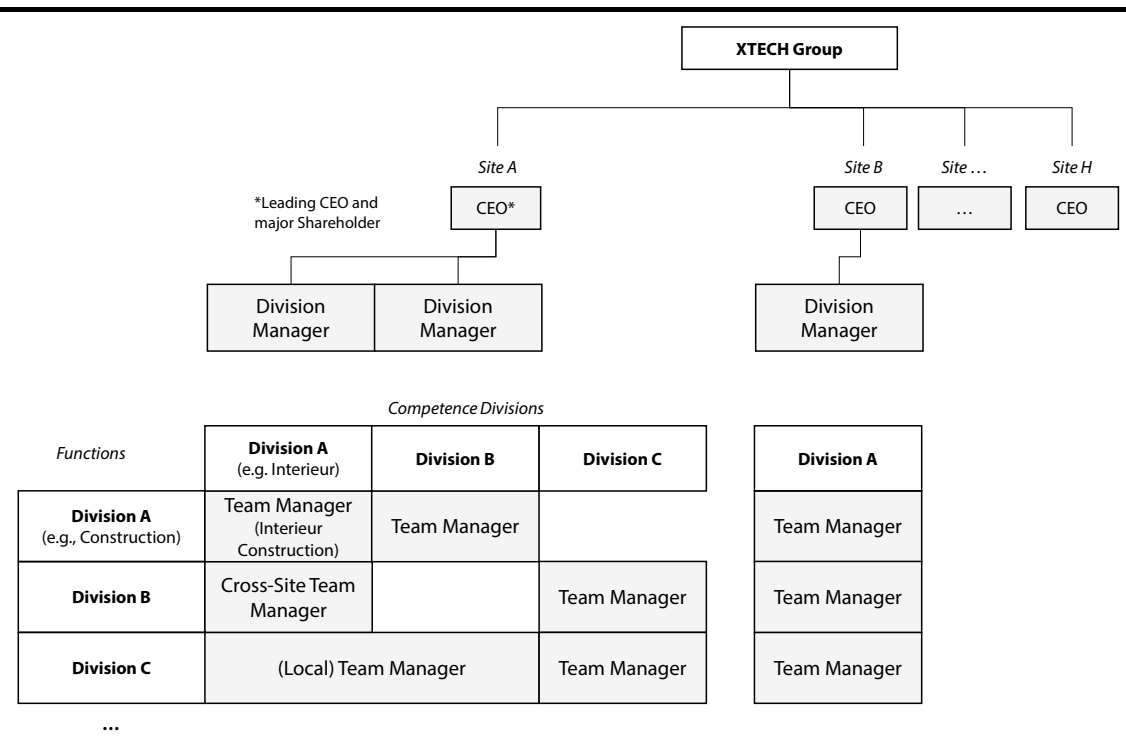 XTECH Group
Site A
Site B
Site …
Site H
*Leading CEO and
major Shareholder
CEO*
CEO
…
CEO
Division
Manager
Division
Manager
Division
Manager
Competence Divisions
Functions
Division A
(e.g. Interieur)
Division B
Division C
Division A
Division A
(e.g., Construction)
Team Manager
(Interieur
Construction)
Team Manager
Team Manager
Division B
Cross-Site Team
Manager
Team Manager
Team Manager
Division C
(Local) Team Manager
Team Manager
Team Manager
...